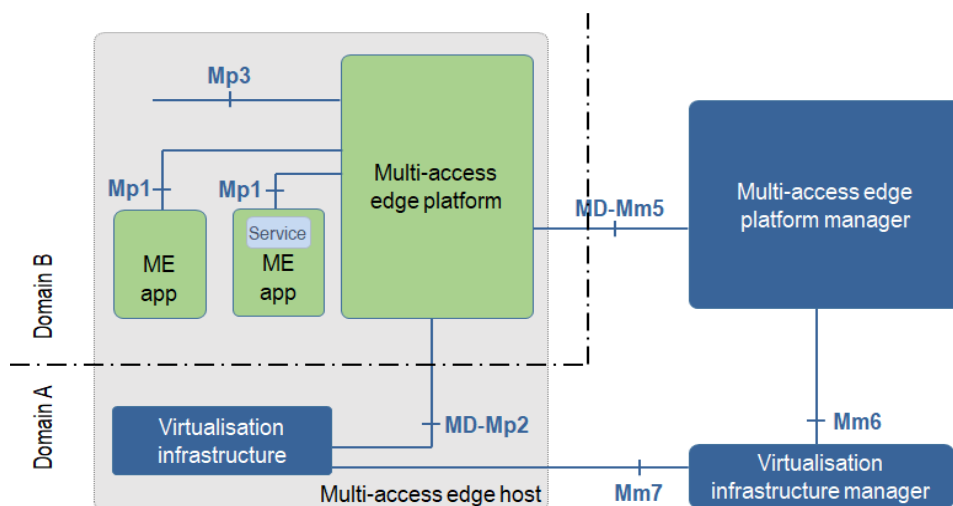 Mp3
Mp1
Mp1
Multi-access
edge platform
Service
ME
app
ME
app
MD-Mm5
Multi-access edge
platform manager
Domain B
Domain A
Virtualisation
infrastructure
MD-Mp2
Mm6
Mm7
Virtualisation
infrastructure manager
Multi-access edge host